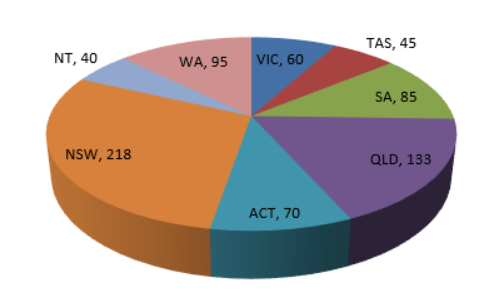 VIC, 60
TAS, 45
SA, 85
QLD, 133
ACT, 70
NSW, 218
NT, 40
WA, 95